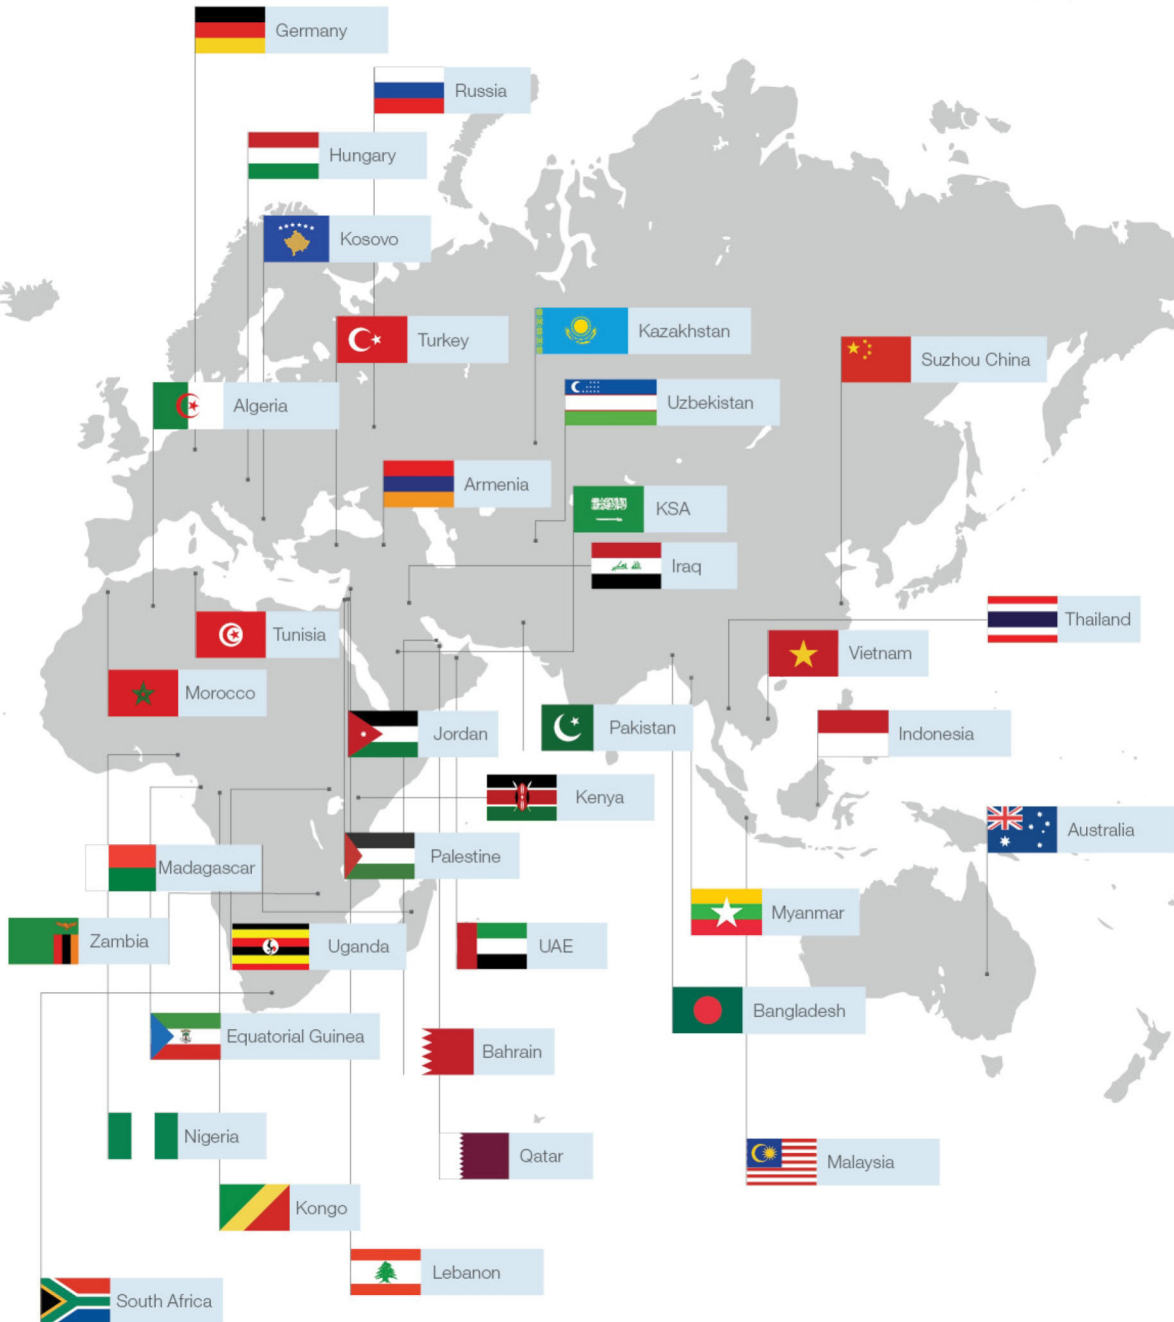 Germany
Russia
Hungary
Kosovo
Turkey
Kazakhstan
Suzhou China
Algeria
Uzbekistan
Armenia
KSA
Iraq
Thailand
Tunisia
Vietnam
Morocco
Jordan
Pakistan
Indonesia
Kenya
Australia
Palestine
Madagascar
Myanmar
Zambia
Uganda
UAE
Bangladesh
Equatorial Guinea
Bahrain
Nigeria
Qatar
Malaysia
Kongo
Lebanon
South Africa